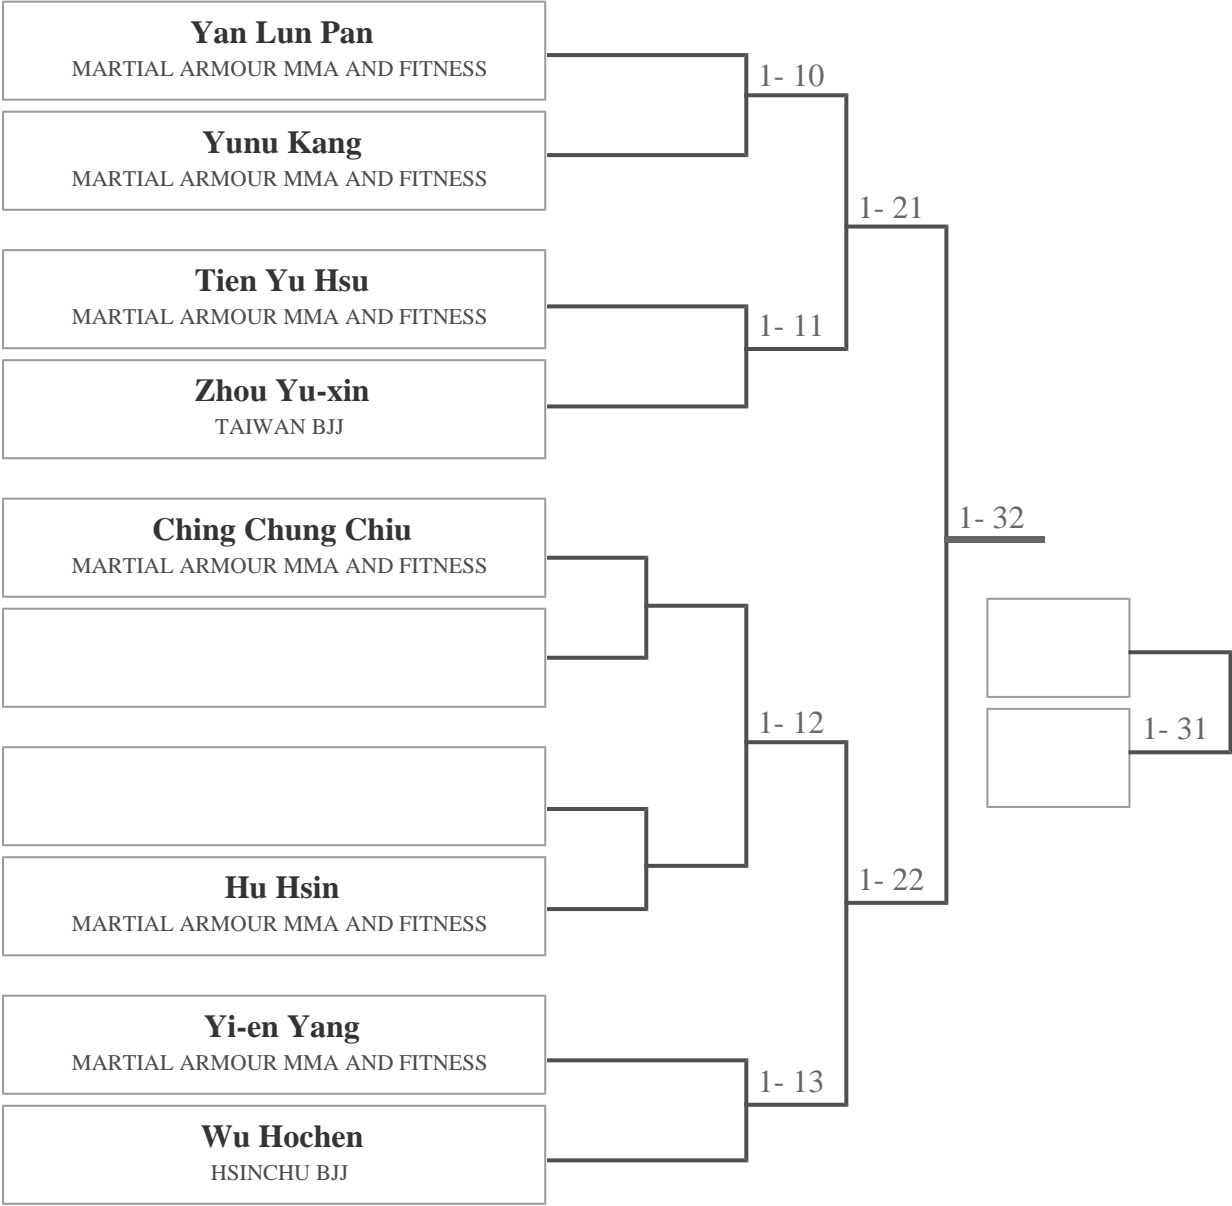 Yan Lun Pan
MARTIAL ARMOUR MMA AND FITNESS
1- 10
Yunu Kang
MARTIAL ARMOUR MMA AND FITNESS
1- 21
Tien Yu Hsu
MARTIAL ARMOUR MMA AND FITNESS
1- 11
Zhou Yu-xin
TAIWAN BJJ
Ching Chung Chiu
MARTIAL ARMOUR MMA AND FITNESS
1- 32
1- 12
1- 31
Hu Hsin
MARTIAL ARMOUR MMA AND FITNESS
1- 22
Yi-en Yang
MARTIAL ARMOUR MMA AND FITNESS
1- 13
Wu Hochen
HSINCHU BJJ